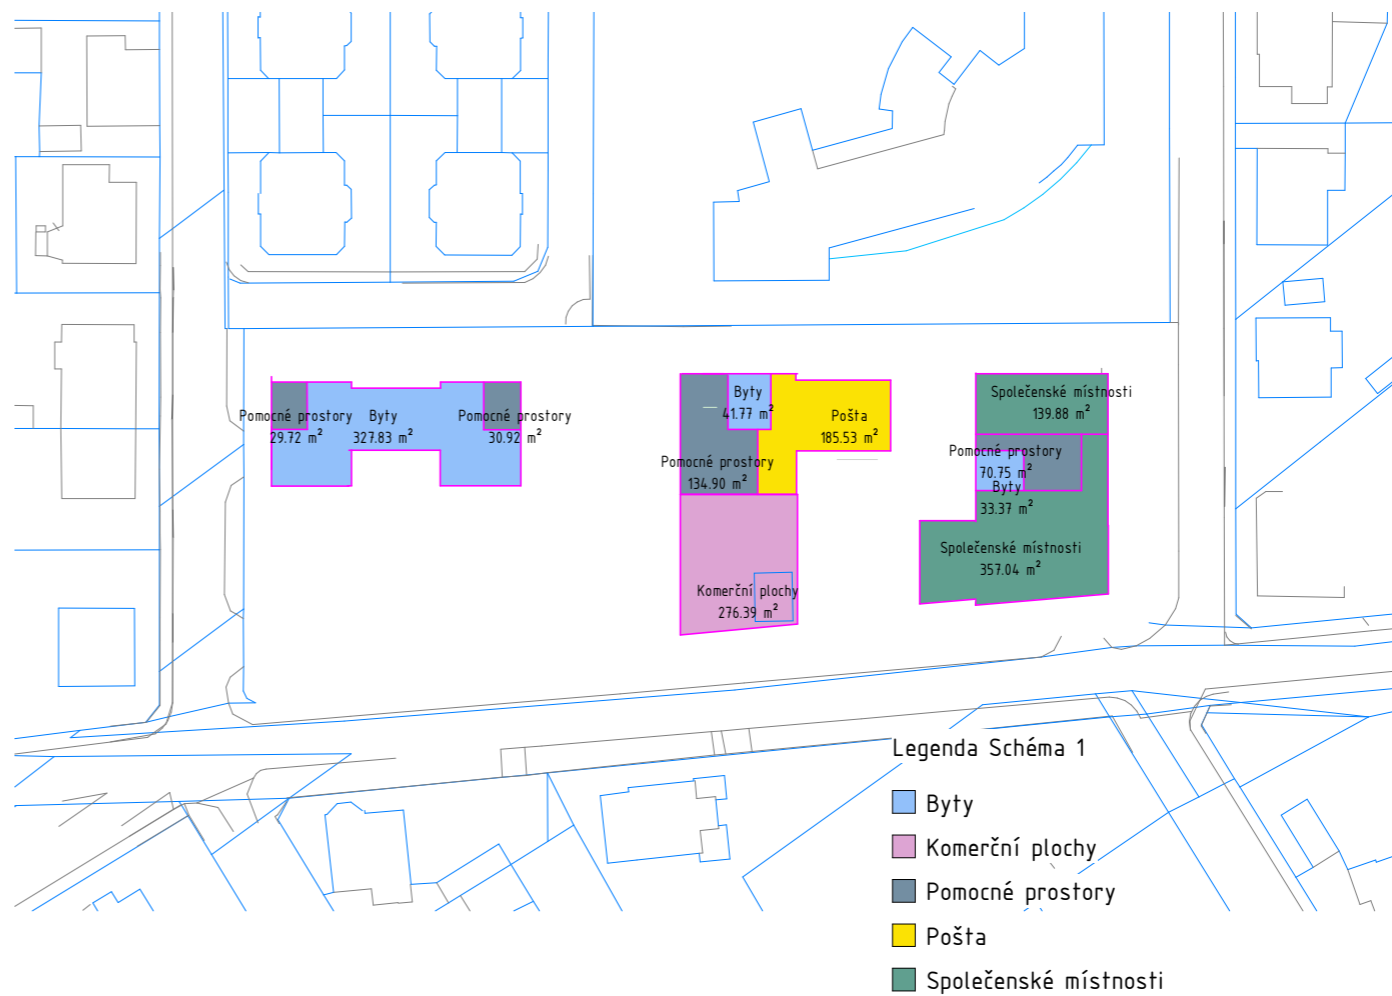 Pomocné prostory
29.72 m²
Byty
327.83 m²
Pomocné prostory
30.92 m²
Byty
41.77 m²
Pošta
185.53 m²
Pomocné prostory
134.90 m²
Komerční plochy
276.39 m²
Společenské místnosti
139.88 m²
Pomocné prostory
70.75 m²
Byty
33.37 m²
Společenské místnosti
357.04 m²
Legenda Schéma 1
Byty
Komerční plochy
Pomocné prostory
Pošta
Společenské místnosti